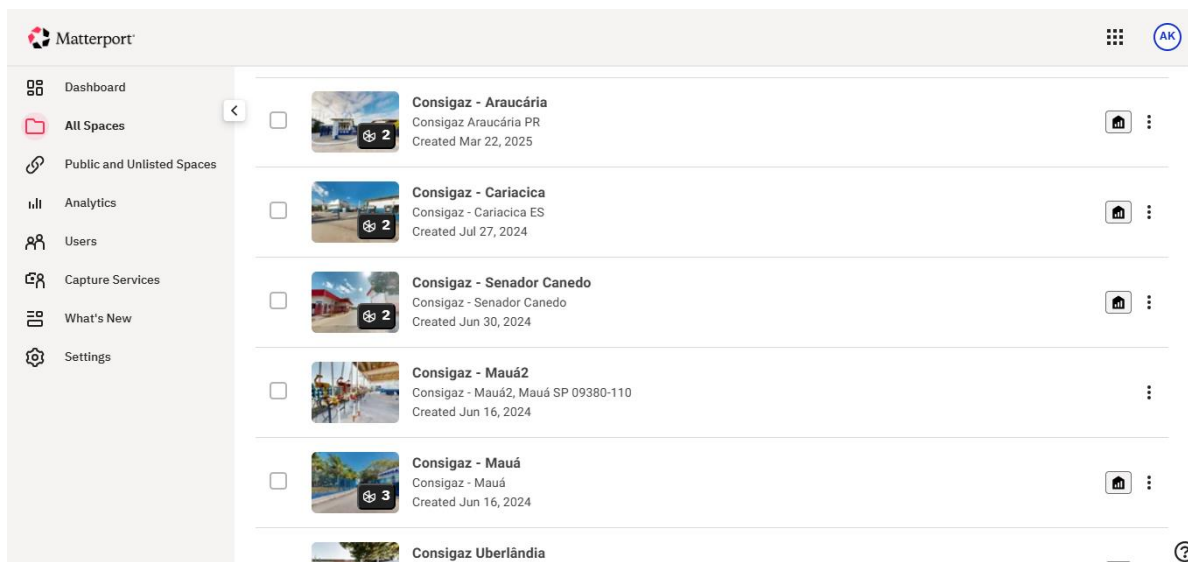 Matterport
AK
Dashboard
All Spaces
Public and Unlisted Spaces
Analytics
Users
Capture Services
What's New
Settings
2
Consigaz - Araucária
Consigaz Araucária PR
Created Mar 22, 2025
2
Consigaz - Cariacica
Consigaz - Cariacica ES
Created Jul 27, 2024
2
Consigaz - Senador Canedo
Consigaz - Senador Canedo
Created Jun 30, 2024
Consigaz - Mauá2
Consigaz - Mauá2, Mauá SP 09380-110
Created Jun 16, 2024
3
Consigaz - Mauá
Consigaz - Mauá
Created Jun 16, 2024
Consigaz Uberlândia